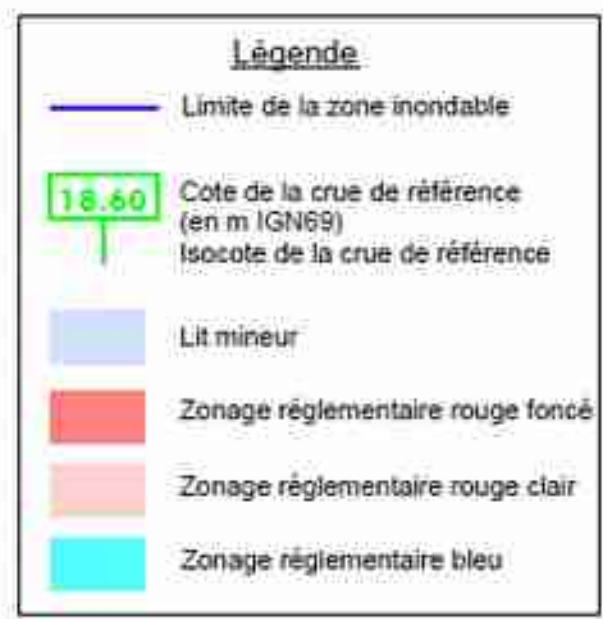 Légende
Limite de la zone inondable
18.60
Cote de la crue de référence
(en m IGN69)
Isocote de la crue de référence
Lit mineur
Zonage réglementaire rouge foncé
Zonage réglementaire rouge clair
Zonage réglementaire bleu